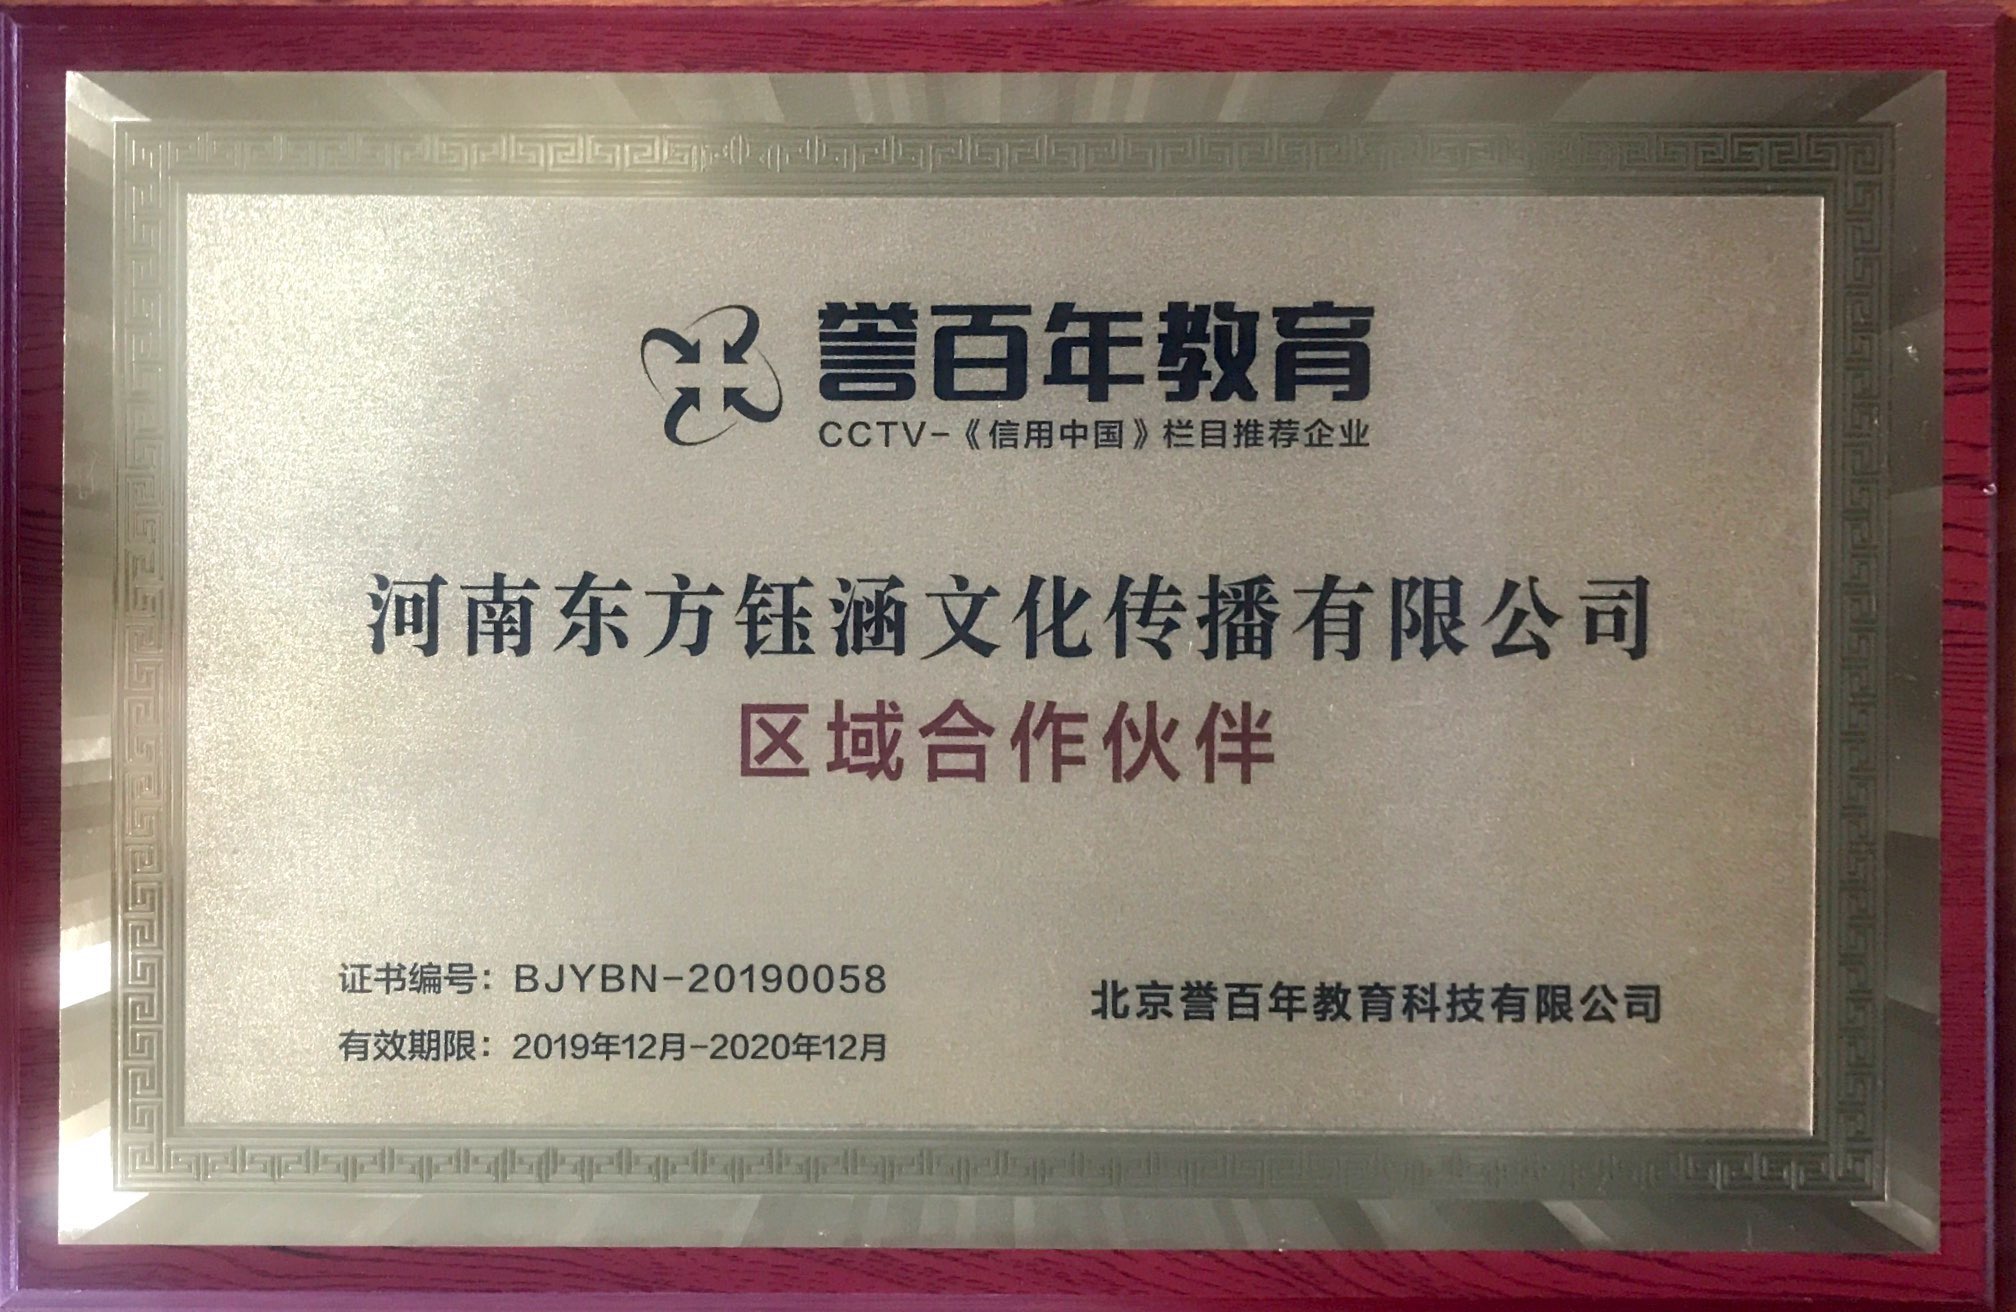 誉百年教育
CCTV-《信用中国》栏目推荐企业
河南东方钰涵文化传播有限公司
区域合作伙伴
证书编号：BJYBN-20190058
有效期限：2019年12月-2020年12月
北京誉百年教育科技有限公司